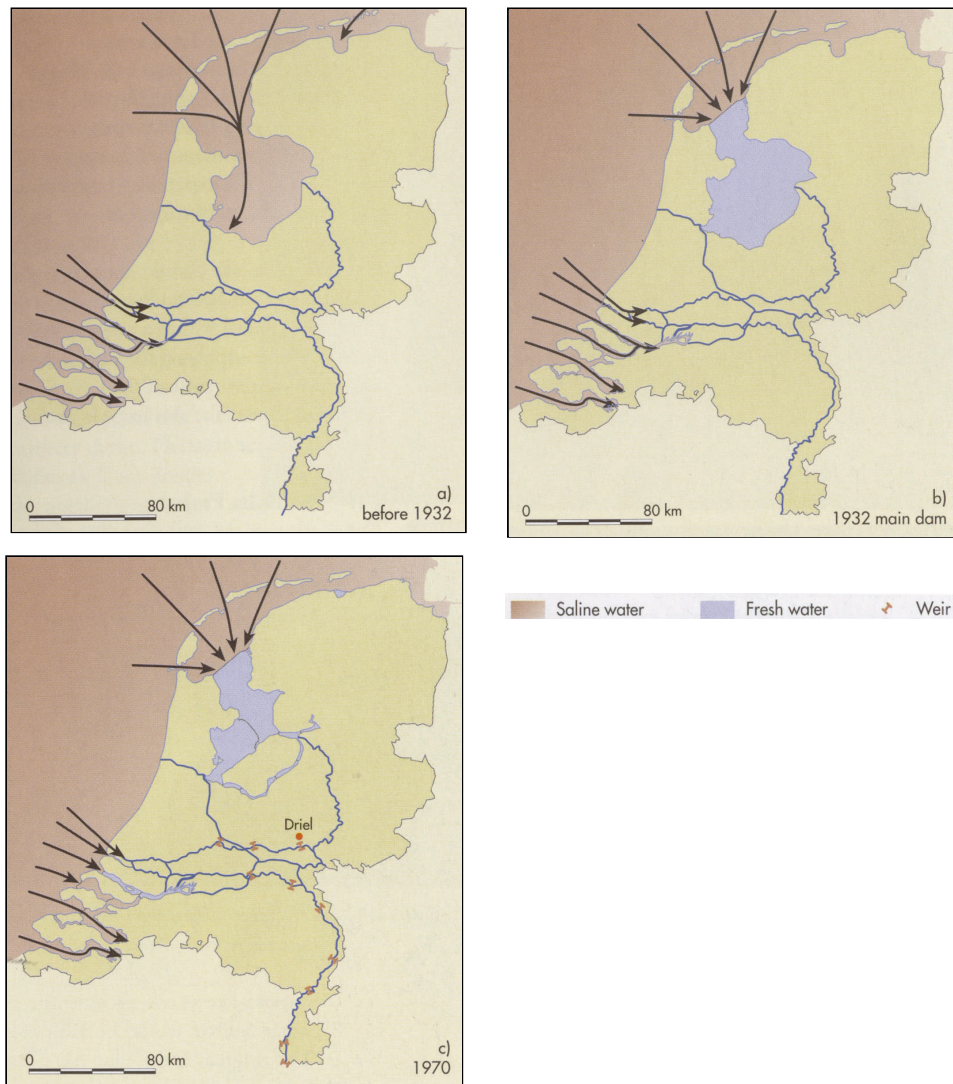 0 80 km
a)
before 1932
0 80 km
b)
1932 main dam
Saline water Fresh water Weir
Driel
0 80 km
c)
1970